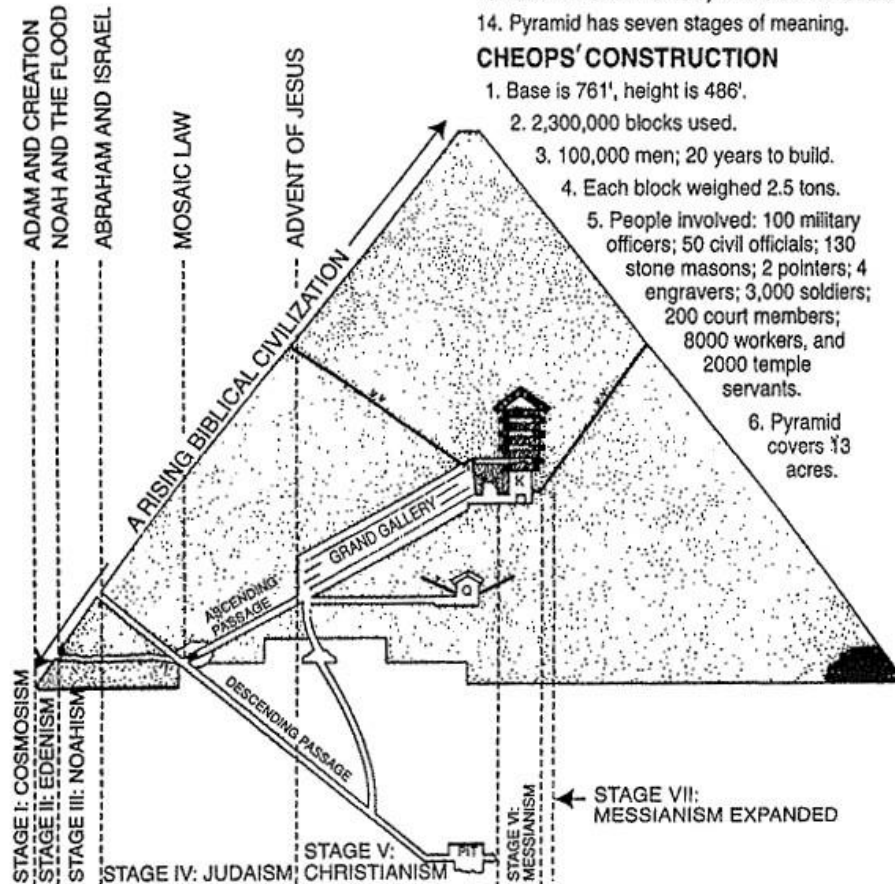 14. Pyramid has seven stages of meaning.
CHEOPS' CONSTRUCTION
1. Base is 761', height is 486'.
2. 2,300,000 blocks used.
3. 100,000 men; 20 years to build.
4. Each block weighed 2.5 tons.
5. People involved: 100 military
officers; 50 civil officials; 130
stone masons; 2 pointers; 4
engravers; 3,000 soldiers;
200 court members;
8000 workers, and
2000 temple
servants.
6. Pyramid
covers 13
acres.
ADAM AND CREATION
NOAH AND THE FLOOD
ABRAHAM AND ISRAEL
MOSAIC LAW
ADVENT OF JESUS
A RISING BIBLICAL CIVILIZATION
K
GRAND GALLERY
Q
ASCENDING
PASSAGE
DESCENDING PASSAGE
PIT
STAGE I: COSMOSISM
STAGE II: EDENISM
STAGE III: NOAHISM
STAGE IV: JUDAISM
STAGE V:
CHRISTIANISM
STAGE VI:
MESSIANISM
STAGE VII:
MESSIANISM EXPANDED